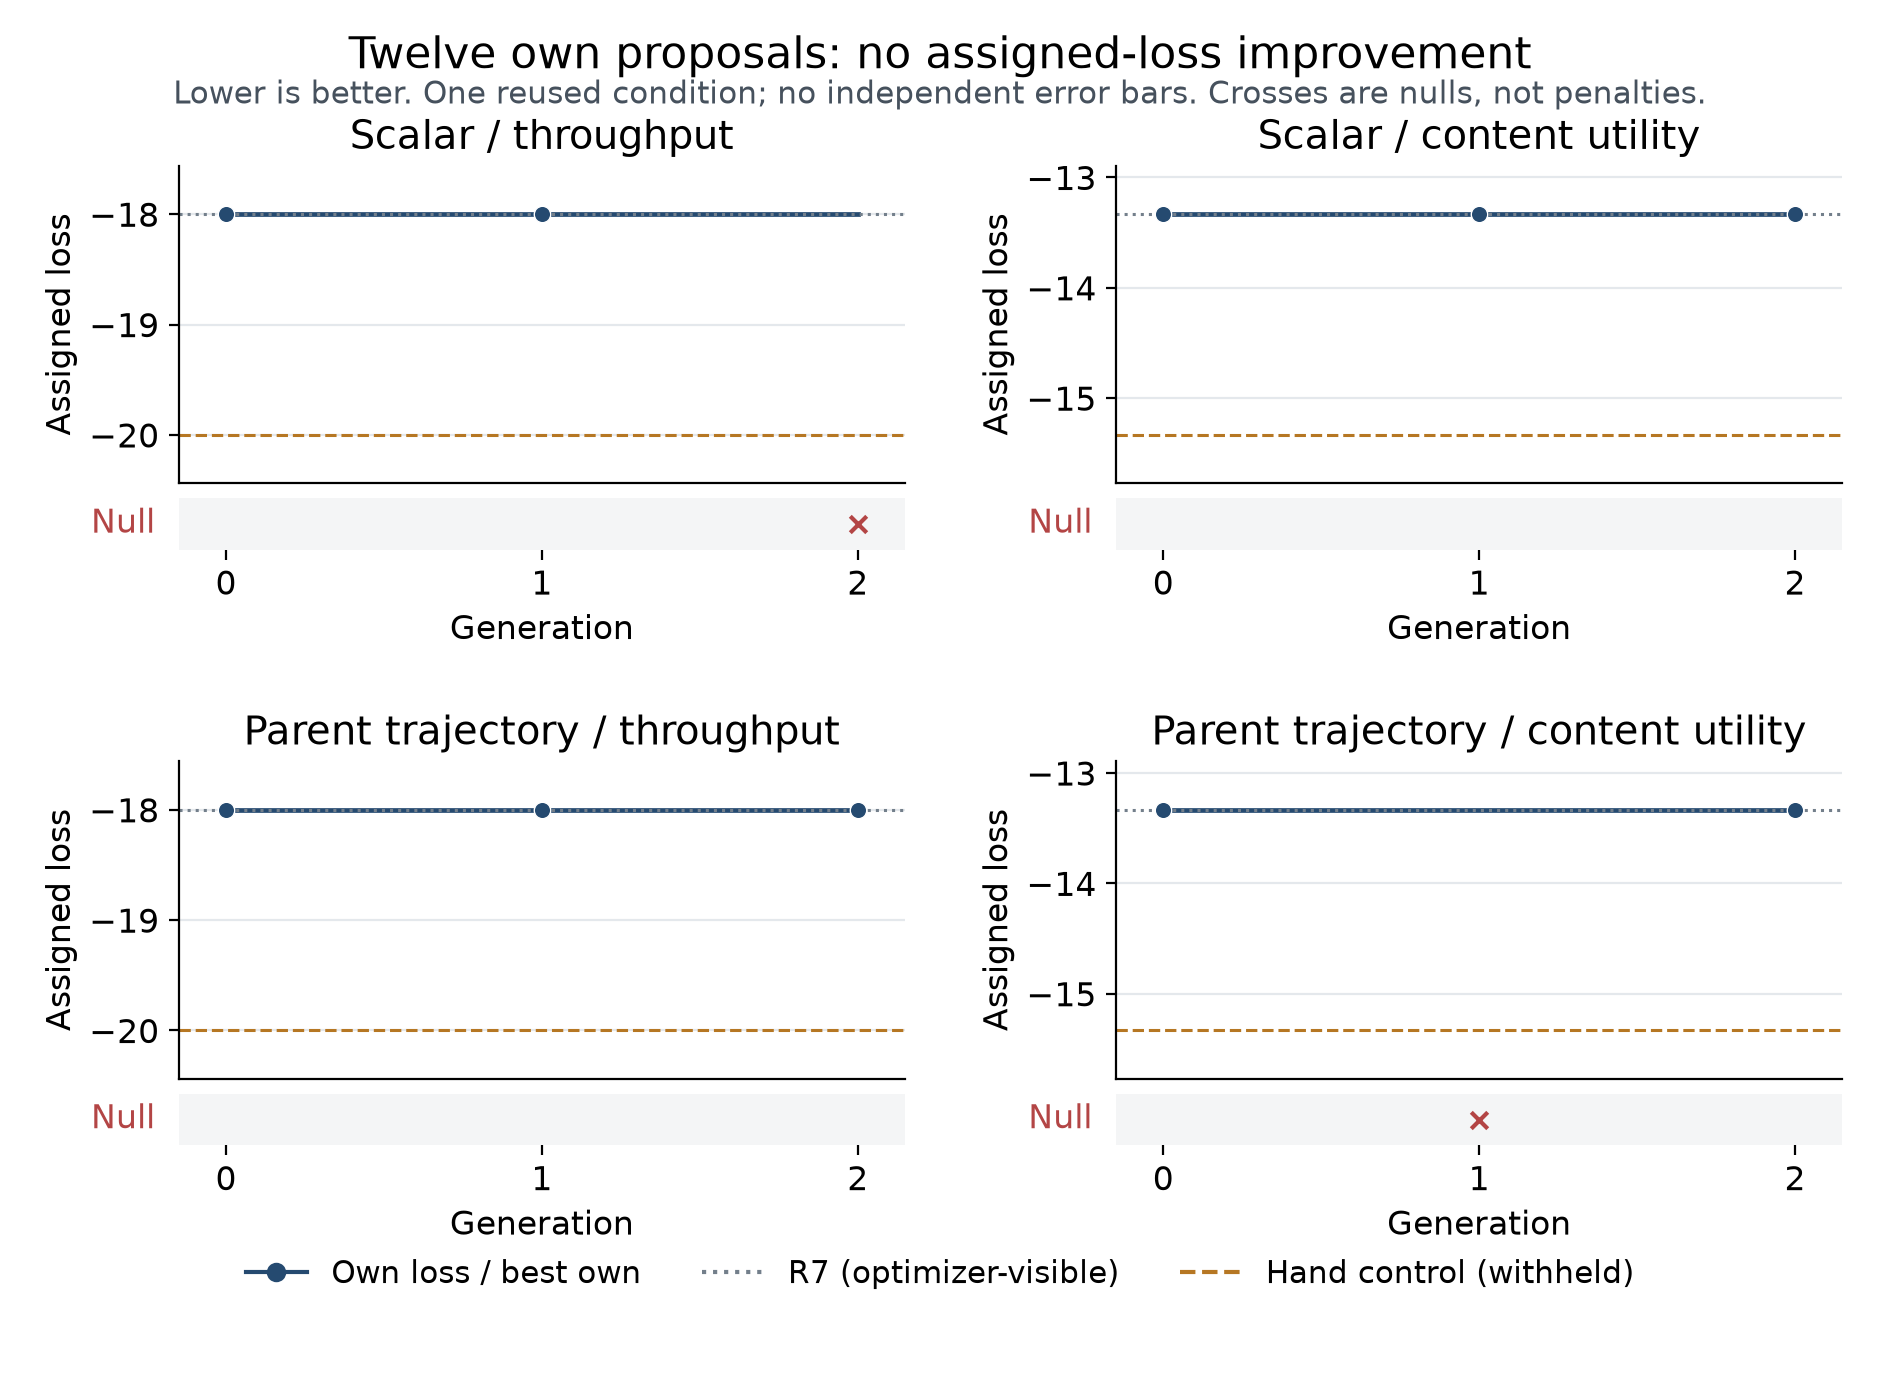 Twelve own proposals: no assigned-loss improvement
Lower is better. One reused condition; no independent error bars. Crosses are nulls, not penalties.
Scalar / throughput
Assigned loss
−18
−19
−20
Null
0 1 2
Generation
Scalar / content utility
Assigned loss
−13
−14
−15
Null
0 1 2
Generation
Parent trajectory / throughput
Assigned loss
−18
−19
−20
Null
0 1 2
Generation
Parent trajectory / content utility
Assigned loss
−13
−14
−15
Null
0 1 2
Generation
Own loss / best own R7 (optimizer-visible) Hand control (withheld)